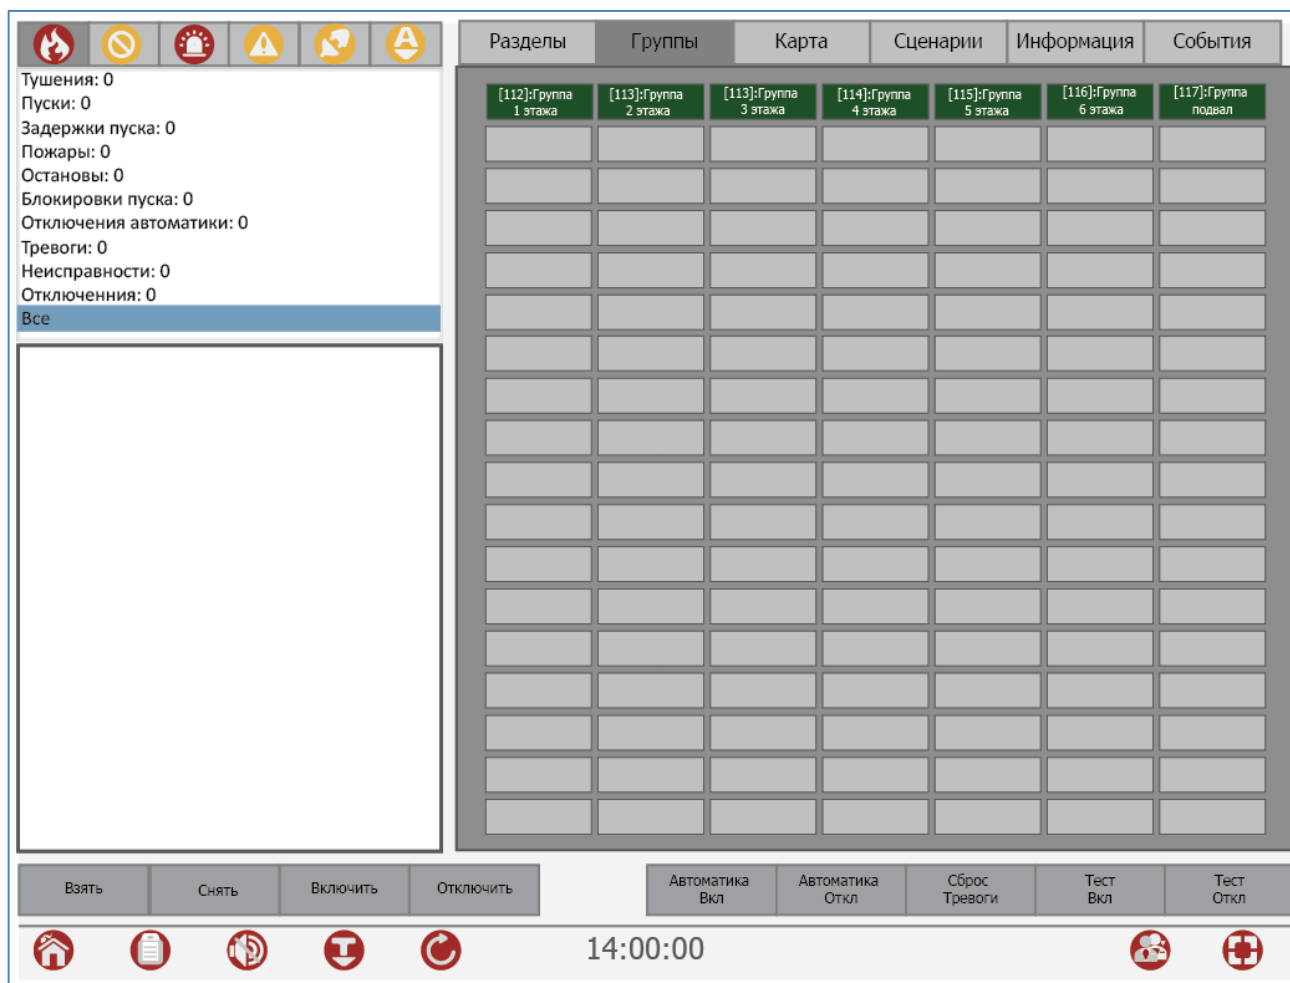 Разделы Группы Карта Сценарии Информация События
Тушения: 0
Пуски: 0
Задержки пуска: 0
Пожары: 0
Остановы: 0
Блокировки пуска: 0
Отключения автоматики: 0
Тревоги: 0
Неисправности: 0
Отключенния: 0
Все
[112]:Группа
1 этажа
[113]:Группа
2 этажа
[113]:Группа
3 этажа
[114]:Группа
4 этажа
[115]:Группа
5 этажа
[116]:Группа
6 этажа
[117]:Группа
подвал
Взять
Снять
Включить
Отключить
Автоматика
Вкл
Автоматика
Откл
Сброс
Тревоги
Тест
Вкл
Тест
Откл
14:00:00